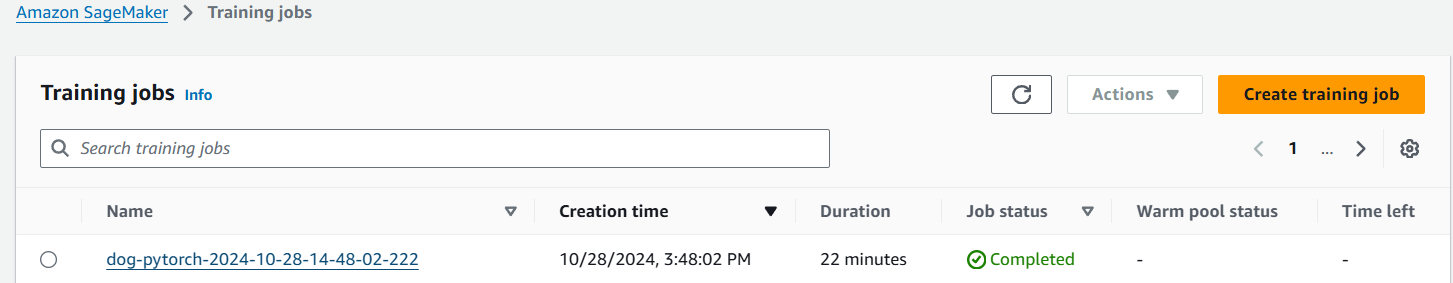 Amazon SageMaker > Training jobs
Training jobs Info
Actions Create training job
Search training jobs
1 ...
Name Creation time Duration Job status Warm pool status Time left
dog-pytorch-2024-10-28-14-48-02-222 10/28/2024, 3:48:02 PM 22 minutes Completed - -